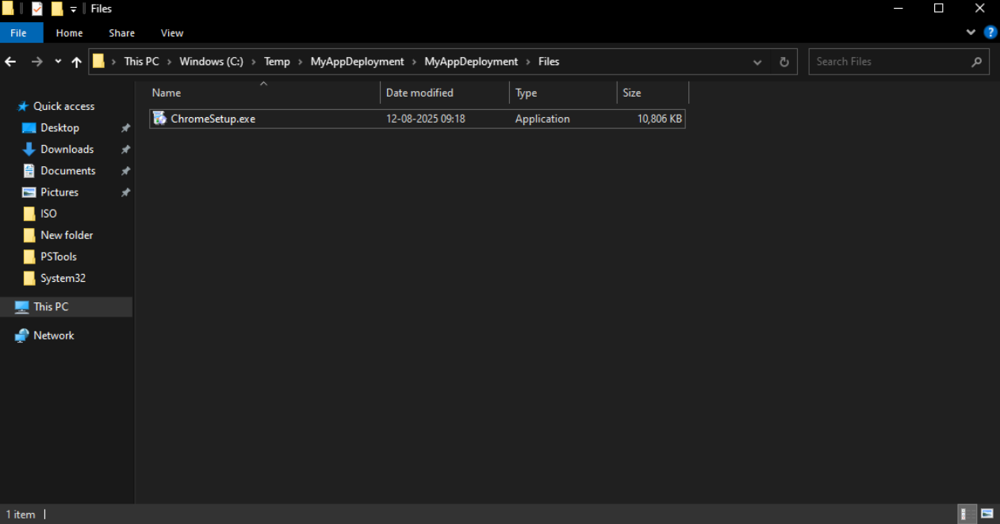 Files
File Home Share View
This PC Windows (C:) Temp MyAppDeployment MyAppDeployment Files
Search Files
Name Date modified Type Size
ChromeSetup.exe 12-08-2025 09:18 Application 10,806 KB
Quick access
Desktop
Downloads
Documents
Pictures
ISO
New folder
PSTools
System32
This PC
Network
1 item